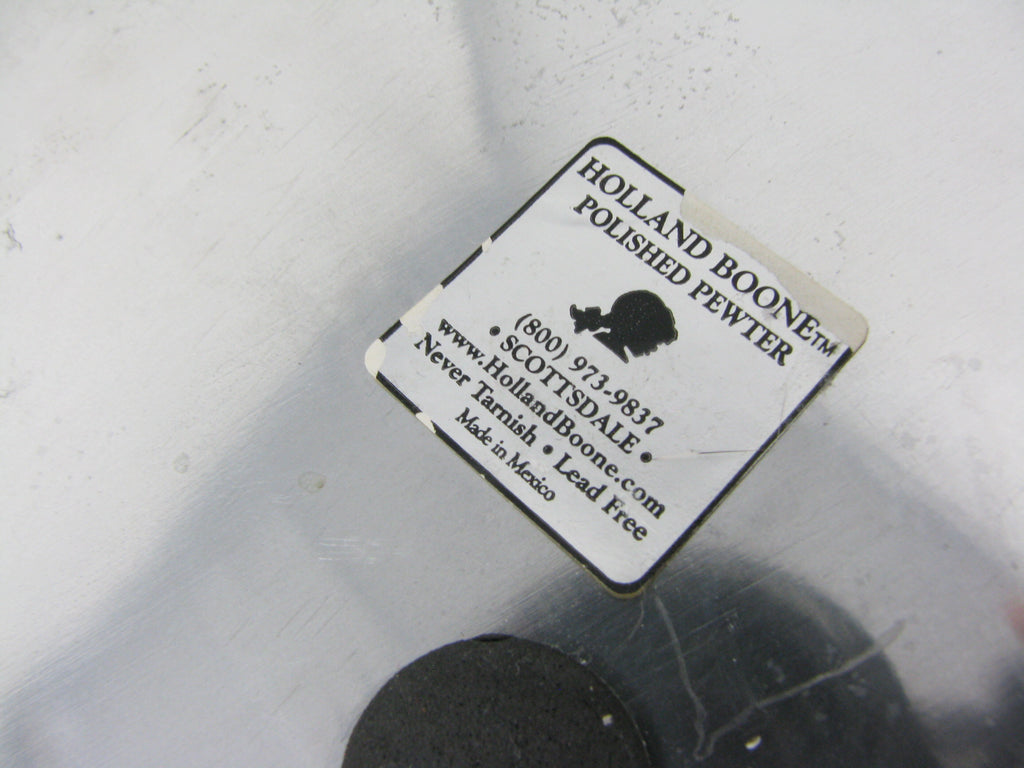 HOLLAND BOONE™
POLISHED PEWTER
(800) 973-9837
• SCOTTSDALE •
www.HollandBoone.com
Never Tarnish • Lead Free
Made in Mexico